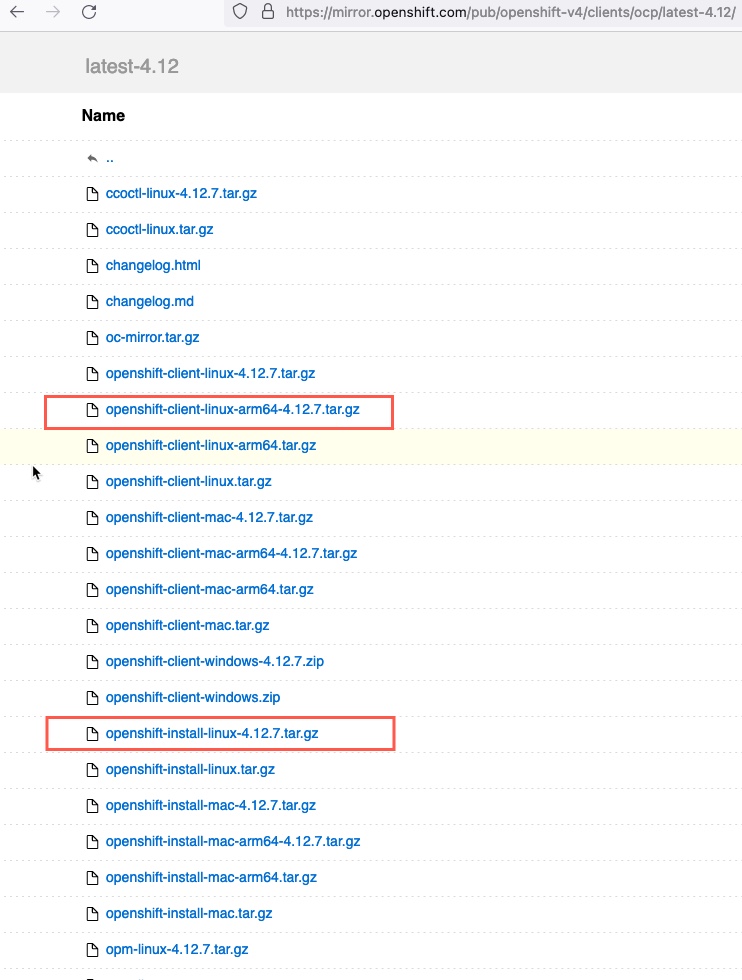 https://mirror.openshift.com/pub/openshift-v4/clients/ocp/latest-4.12/
latest-4.12
Name
..
ccoctl-linux-4.12.7.tar.gz
ccoctl-linux.tar.gz
changelog.html
changelog.md
oc-mirror.tar.gz
openshift-client-linux-4.12.7.tar.gz
openshift-client-linux-arm64-4.12.7.tar.gz
openshift-client-linux-arm64.tar.gz
openshift-client-linux.tar.gz
openshift-client-mac-4.12.7.tar.gz
openshift-client-mac-arm64-4.12.7.tar.gz
openshift-client-mac-arm64.tar.gz
openshift-client-mac.tar.gz
openshift-client-windows-4.12.7.zip
openshift-client-windows.zip
openshift-install-linux-4.12.7.tar.gz
openshift-install-linux.tar.gz
openshift-install-mac-4.12.7.tar.gz
openshift-install-mac-arm64-4.12.7.tar.gz
openshift-install-mac-arm64.tar.gz
openshift-install-mac.tar.gz
opm-linux-4.12.7.tar.gz